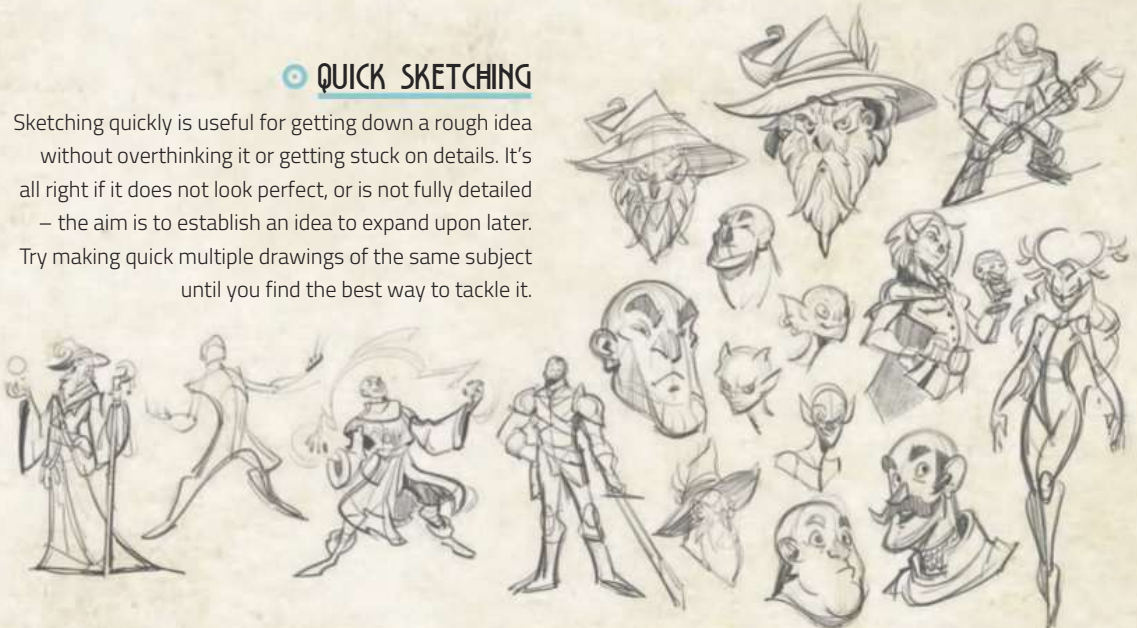 QUICK SKETCHING
Sketching quickly is useful for getting down a rough idea
without overthinking it or getting stuck on details. It's
all right if it does not look perfect, or is not fully detailed
– the aim is to establish an idea to expand upon later.
Try making quick multiple drawings of the same subject
until you find the best way to tackle it.